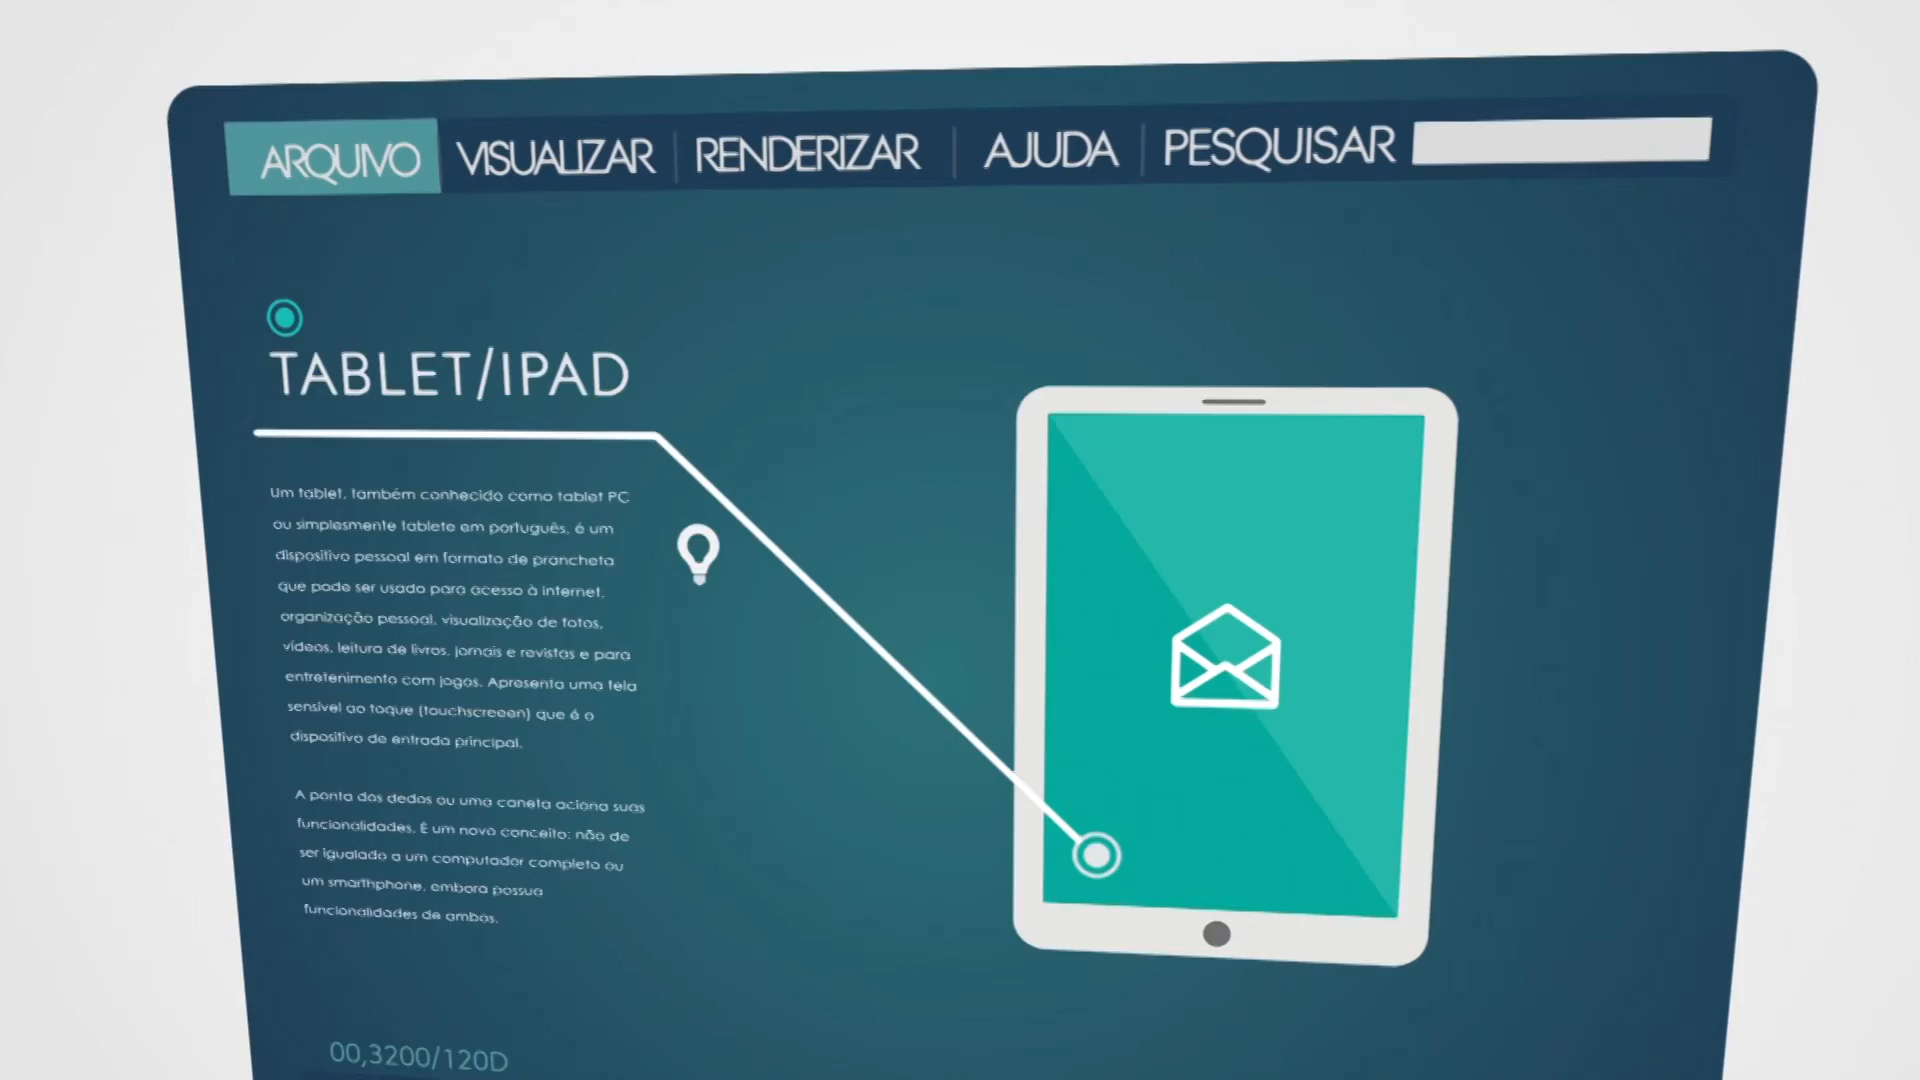 ARQUIVO VISUALIZAR RENDERIZAR AJUDA PESQUISAR
TABLET/IPAD
Um tablet, também conhecido como tablet PC
ou simplesmente tablete em português, é um
dispositivo pessoal em formato de prancheta
que pode ser usado para acesso à internet,
organização pessoal, visualização de fotos,
vídeos, leitura de livros, jornais e revistas e para
entretenimento com jogos. Apresenta uma tela
sensível ao toque (touchscreeen) que é o
dispositivo de entrada principal.
A ponta dos dedos ou uma caneta aciona suas
funcionalidades. É um novo conceito: não de
ser igualado a um computador completo ou
um smarthphone, embora possua
funcionalidades de ambos.
00,3200/120D